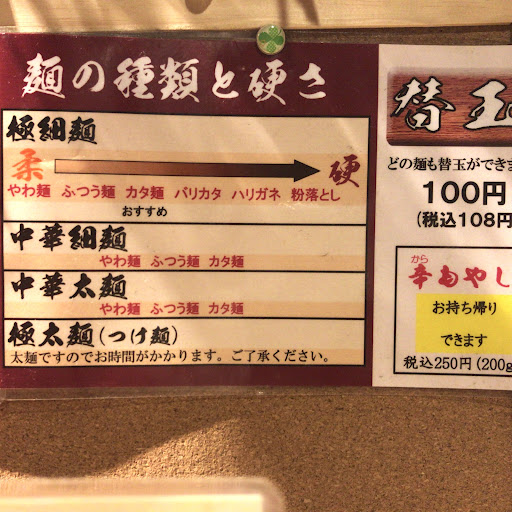 麺の種類と硬さ
極細麺
柔 硬
やわ麺 ふつう麺 カタ麺 バリカタ ハリガネ 粉落とし
おすすめ
中華細麺
やわ麺 ふつう麺 カタ麺
中華太麺
やわ麺 ふつう麺 カタ麺
極太麺(つけ麺)
太麺ですのでお時間がかかります。ご了承ください。
替玉
どの麺も替玉ができま
100円
(税込108円
から
辛もやし
お持ち帰り
できます
税込250円(200g